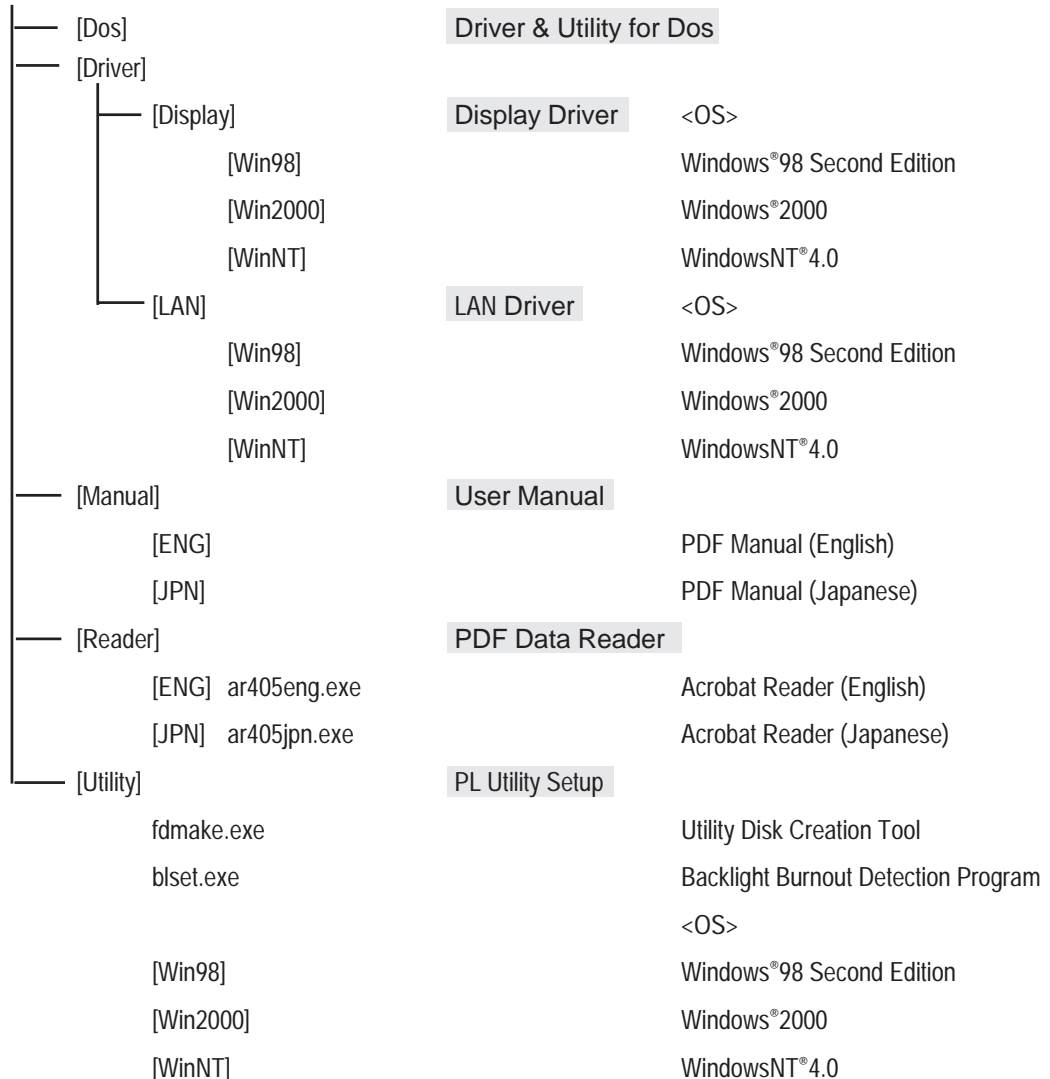 [Dos] Driver & Utility for Dos
[Driver]
[Display] Display Driver <OS>
[Win98] Windows®98 Second Edition
[Win2000] Windows®2000
[WinNT] WindowsNT®4.0
[LAN] LAN Driver <OS>
[Win98] Windows®98 Second Edition
[Win2000] Windows®2000
[WinNT] WindowsNT®4.0
[Manual] User Manual
[ENG] PDF Manual (English)
[JPN] PDF Manual (Japanese)
[Reader] PDF Data Reader
[ENG] ar405eng.exe Acrobat Reader (English)
[JPN] ar405jpn.exe Acrobat Reader (Japanese)
[Utility] PL Utility Setup
fdmake.exe Utility Disk Creation Tool
blset.exe Backlight Burnout Detection Program
<OS>
[Win98] Windows®98 Second Edition
[Win2000] Windows®2000
[WinNT] WindowsNT®4.0